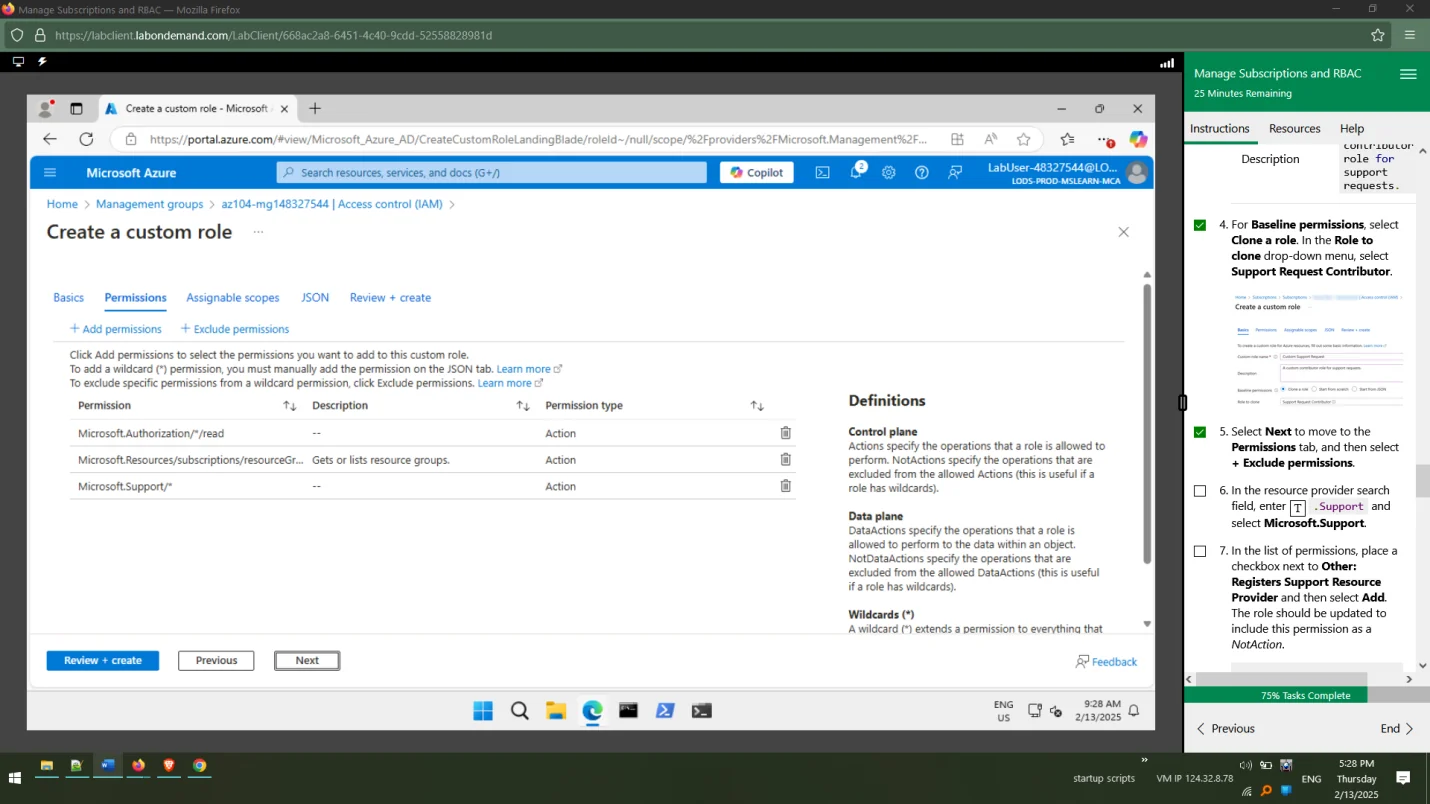 Manage Subscriptions and RBAC — Mozilla Firefox
https://labclient.labondemand.com/LabClient/668ac2a8-6451-4c40-9cdd-52558828981d
Create a custom role - Microsoft
https://portal.azure.com/#view/Microsoft_Azure_AD/CreateCustomRoleLandingBlade/roleId~/null/scope/%2Fproviders%2FMicrosoft.Management%2F...
Microsoft Azure
Search resources, services, and docs (G+/)
Copilot
2
LabUser-48327544@LO...
LODS-PROD-MSLEARN-MCA
Home > Management groups > az104-mg148327544 | Access control (IAM) >
Create a custom role ...
Basics Permissions Assignable scopes JSON Review + create
+ Add permissions + Exclude permissions
Click Add permissions to select the permissions you want to add to this custom role.
To add a wildcard (*) permission, you must manually add the permission on the JSON tab. Learn more
To exclude specific permissions from a wildcard permission, click Exclude permissions. Learn more
Permission Description Permission type
Microsoft.Authorization/*/read -- Action
Microsoft.Resources/subscriptions/resourceGr... Gets or lists resource groups. Action
Microsoft.Support/* -- Action
Definitions
Control plane
Actions specify the operations that a role is allowed to
perform. NotActions specify the operations that are
excluded from the allowed Actions (this is useful if a
role has wildcards).
Data plane
DataActions specify the operations that a role is
allowed to perform to the data within an object.
NotDataActions specify the operations that are
excluded from the allowed DataActions (this is useful
if a role has wildcards).
Wildcards (*)
A wildcard (*) extends a permission to everything that
Review + create Previous Next
Feedback
ENG
US
9:28 AM
2/13/2025
Manage Subscriptions and RBAC
25 Minutes Remaining
Instructions Resources Help
Description
contributor
role for
support
requests.
4. For Baseline permissions, select
Clone a role. In the Role to
clone drop-down menu, select
Support Request Contributor.
Create a custom role
5. Select Next to move to the
Permissions tab, and then select
+ Exclude permissions.
6. In the resource provider search
field, enter T .Support and
select Microsoft.Support.
7. In the list of permissions, place a
checkbox next to Other:
Registers Support Resource
Provider and then select Add.
The role should be updated to
include this permission as a
NotAction.
75% Tasks Complete
< Previous
End >
startup scripts
VM IP 124.32.8.78
ENG
5:28 PM
Thursday
2/13/2025